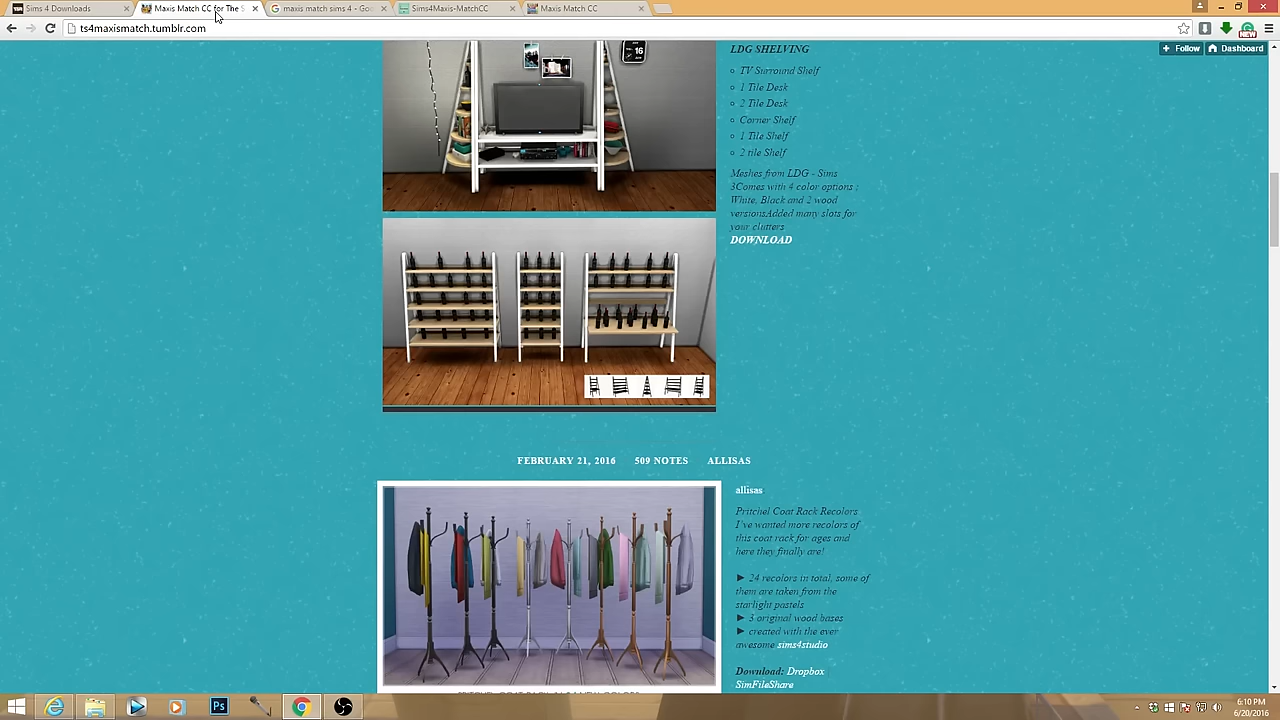 Sims 4 Downloads
Maxis Match CC for The S
maxis match sims 4 - Goo
Sims4Maxis-MatchCC
Maxis Match CC
ts4maxismatch.tumblr.com
NEW
Follow
Dashboard
LDG SHELVING
TV Surround Shelf
1 Tile Desk
2 Tile Desk
Corner Shelf
1 Tile Shelf
2 tile Shelf
Meshes from LDG - Sims
3Comes with 4 color options ;
White, Black and 2 wood
versionsAdded many slots for
your clutters
DOWNLOAD
16
FEBRUARY 21, 2016 509 NOTES ALLISAS
allisas
Pritchel Coat Rack Recolors
I've wanted more recolors of
this coat rack for ages and
here they finally are!
► 24 recolors in total, some of
them are taken from the
starlight pastels
► 3 original wood bases
► created with the ever
awesome sims4studio
Download: Dropbox
SimFileShare
Ps
6:10 PM
6/20/2016